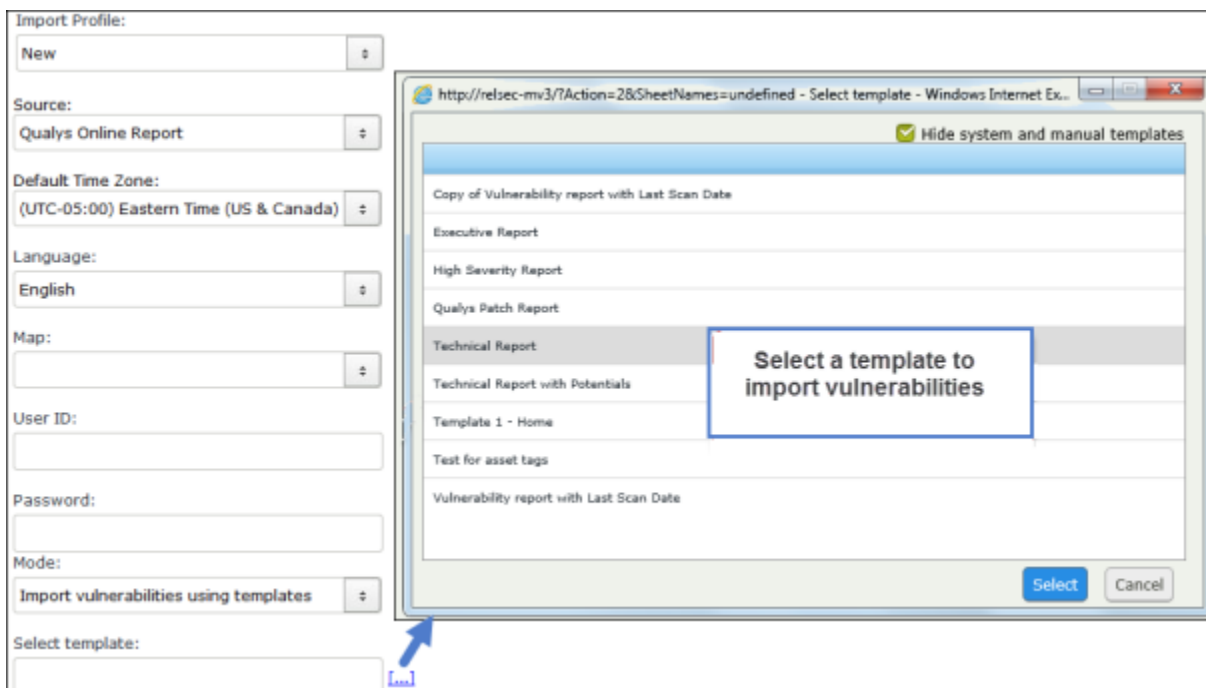 Import Profile:
New
Source:
Qualys Online Report
Default Time Zone:
(UTC-05:00) Eastern Time (US & Canada)
Language:
English
Map:
User ID:
Password:
Mode:
Import vulnerabilities using templates
Select template:
[...]
http://relsec-mv3/?Action=2&SheetNames=undefined - Select template - Windows Internet Ex...
Hide system and manual templates
Copy of Vulnerability report with Last Scan Date
Executive Report
High Severity Report
Qualys Patch Report
Technical Report
Technical Report with Potentials
Template 1 - Home
Test for asset tags
Vulnerability report with Last Scan Date
Select a template to
import vulnerabilities
Select
Cancel